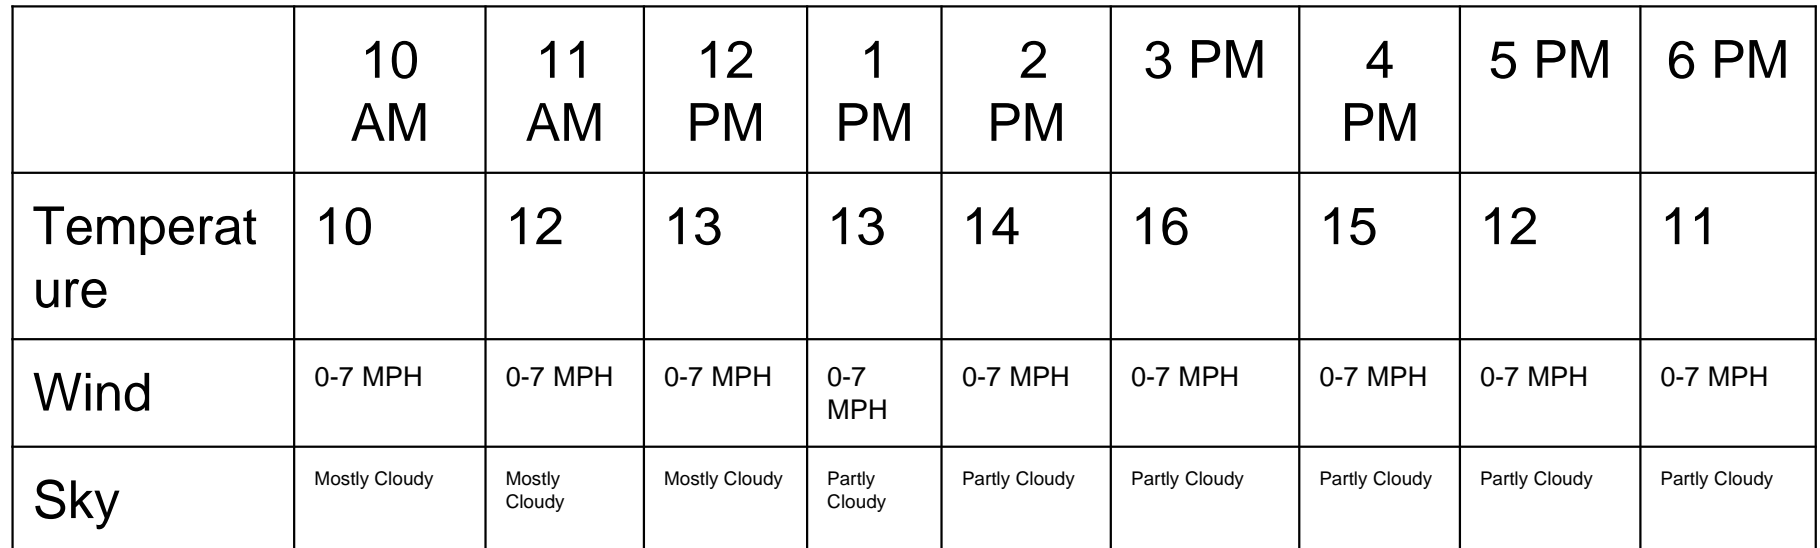 10 AM 11 AM 12 PM 1 PM 2 PM 3 PM 4 PM 5 PM 6 PM
Temperature 10 12 13 13 14 16 15 12 11
Wind 0-7 MPH 0-7 MPH 0-7 MPH 0-7 MPH 0-7 MPH 0-7 MPH 0-7 MPH 0-7 MPH 0-7 MPH
Sky Mostly Cloudy Mostly Cloudy Mostly Cloudy Partly Cloudy Partly Cloudy Partly Cloudy Partly Cloudy Partly Cloudy Partly Cloudy